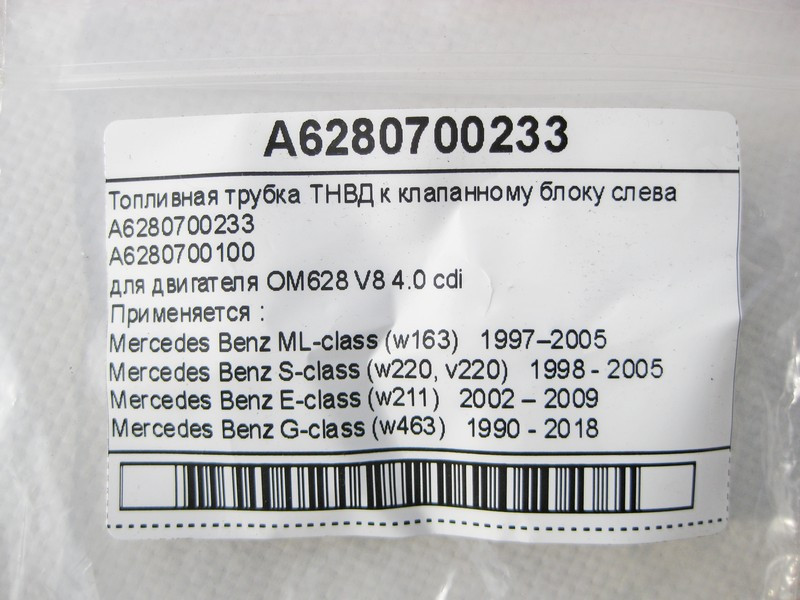 A6280700233
Топливная трубка ТНВД к клапанному блоку слева
A6280700233
A6280700100
для двигателя OM628 V8 4.0 cdi
Применяется :
Mercedes Benz ML-class (w163) 1997–2005
Mercedes Benz S-class (w220, v220) 1998 - 2005
Mercedes Benz E-class (w211) 2002 – 2009
Mercedes Benz G-class (w463) 1990 - 2018